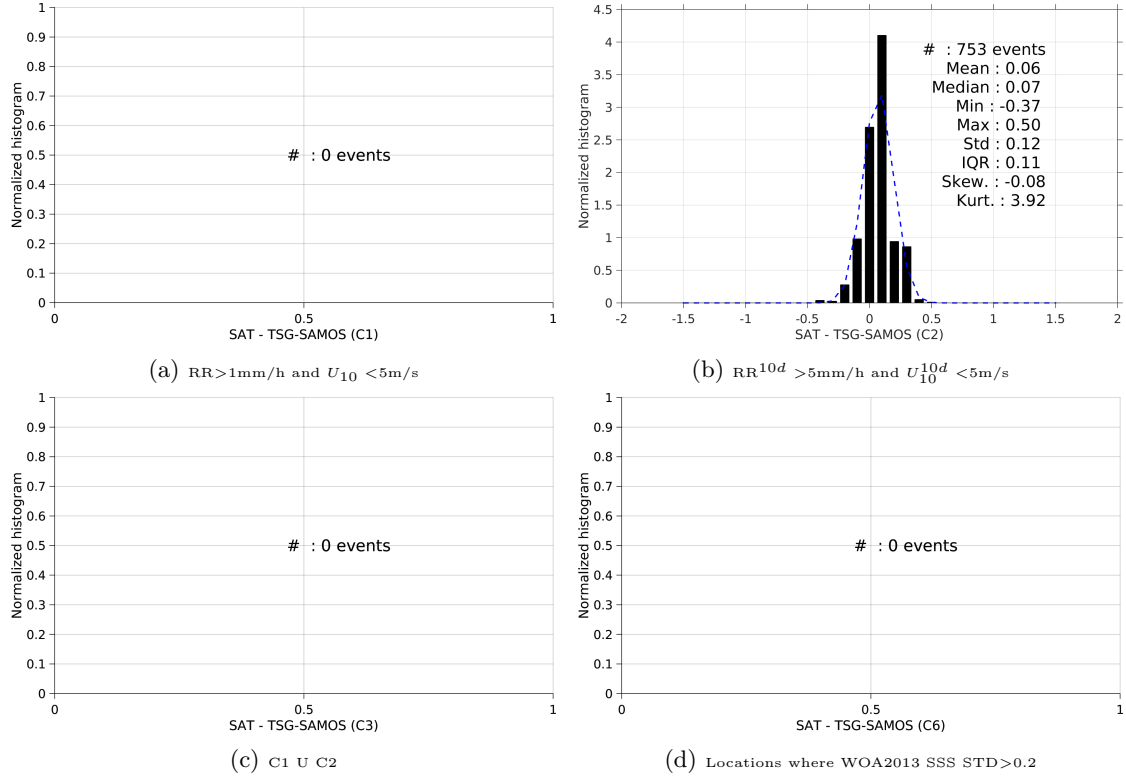 1
0.9
0.8
0.7
0.6
0.5
0.4
0.3
0.2
0.1
0
Normalized histogram
# : 0 events
0 0.5 1
SAT - TSG-SAMOS (C1)
(a) RR>1mm/h and U10 <5m/s
4.5
4
3.5
3
2.5
2
1.5
1
0.5
0
Normalized histogram
# : 753 events
Mean : 0.06
Median : 0.07
Min : -0.37
Max : 0.50
Std : 0.12
IQR : 0.11
Skew. : -0.08
Kurt. : 3.92
-2 -1.5 -1 -0.5 0 0.5 1 1.5 2
SAT - TSG-SAMOS (C2)
(b) RR10d >5mm/h and U10d10 <5m/s
1
0.9
0.8
0.7
0.6
0.5
0.4
0.3
0.2
0.1
0
Normalized histogram
# : 0 events
0 0.5 1
SAT - TSG-SAMOS (C3)
(c) C1 U C2
1
0.9
0.8
0.7
0.6
0.5
0.4
0.3
0.2
0.1
0
Normalized histogram
# : 0 events
0 0.5 1
SAT - TSG-SAMOS (C6)
(d) Locations where WOA2013 SSS STD>0.2